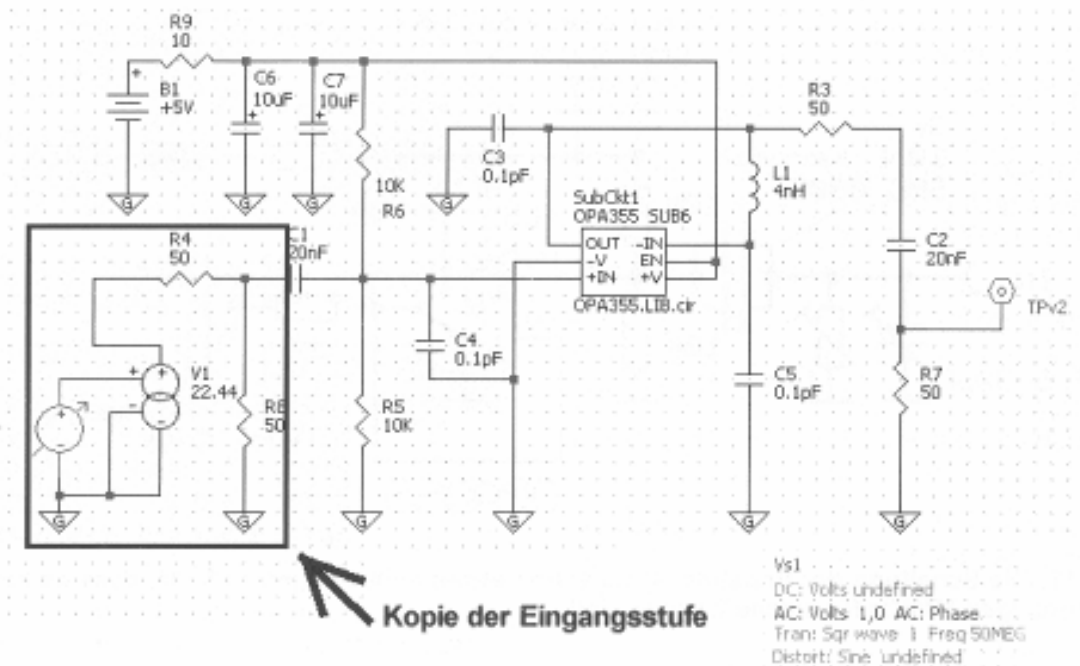 R9
10
B1
+5V
C6
10uF
C7
10uF
10K
R6
C3
0.1pF
R3
50
L1
4nH
SubCkt1
OPA355 SUB6
OUT -IN
-V EN
+IN +V
OPA355.LIB.cir
C2
20nF
TPv2
R4
50
C1
20nF
C4
0.1pF
V1
22.44
R8
50
R5
10K
C5
0.1pF
R7
50
G
G
G
G
G
G
G
G
G
Kopie der Eingangsstufe
Vs1
DC: Volts undefined
AC: Volts 1,0 AC: Phase
Tran: Sqr wave 1 Freq 50MEG
Distort: Sine undefined